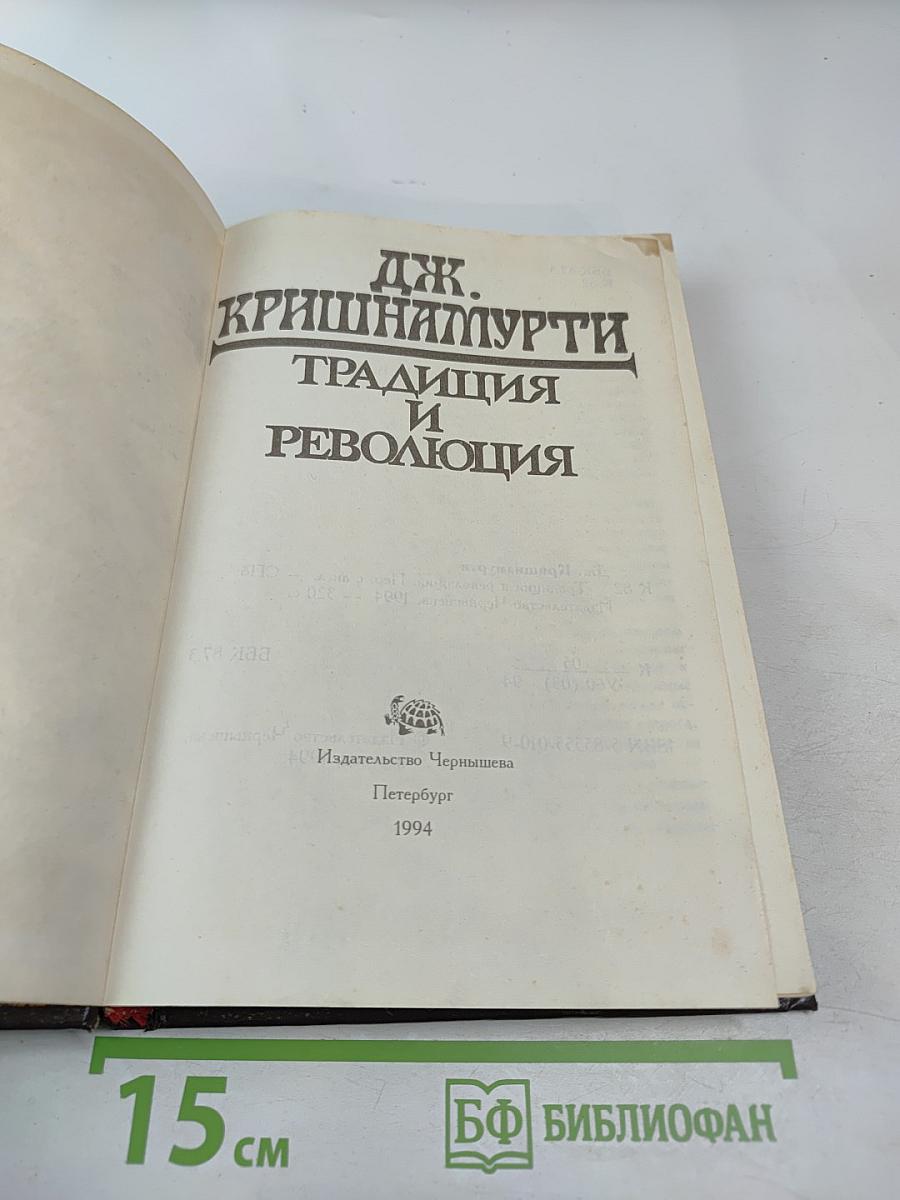 ДЖ.
КРИШНАМУРТИ
ТРАДИЦИЯ
И
РЕВОЛЮЦИЯ
Издательство Чернышева
Петербург
1994
15 см
БФ БИБЛИОФАН